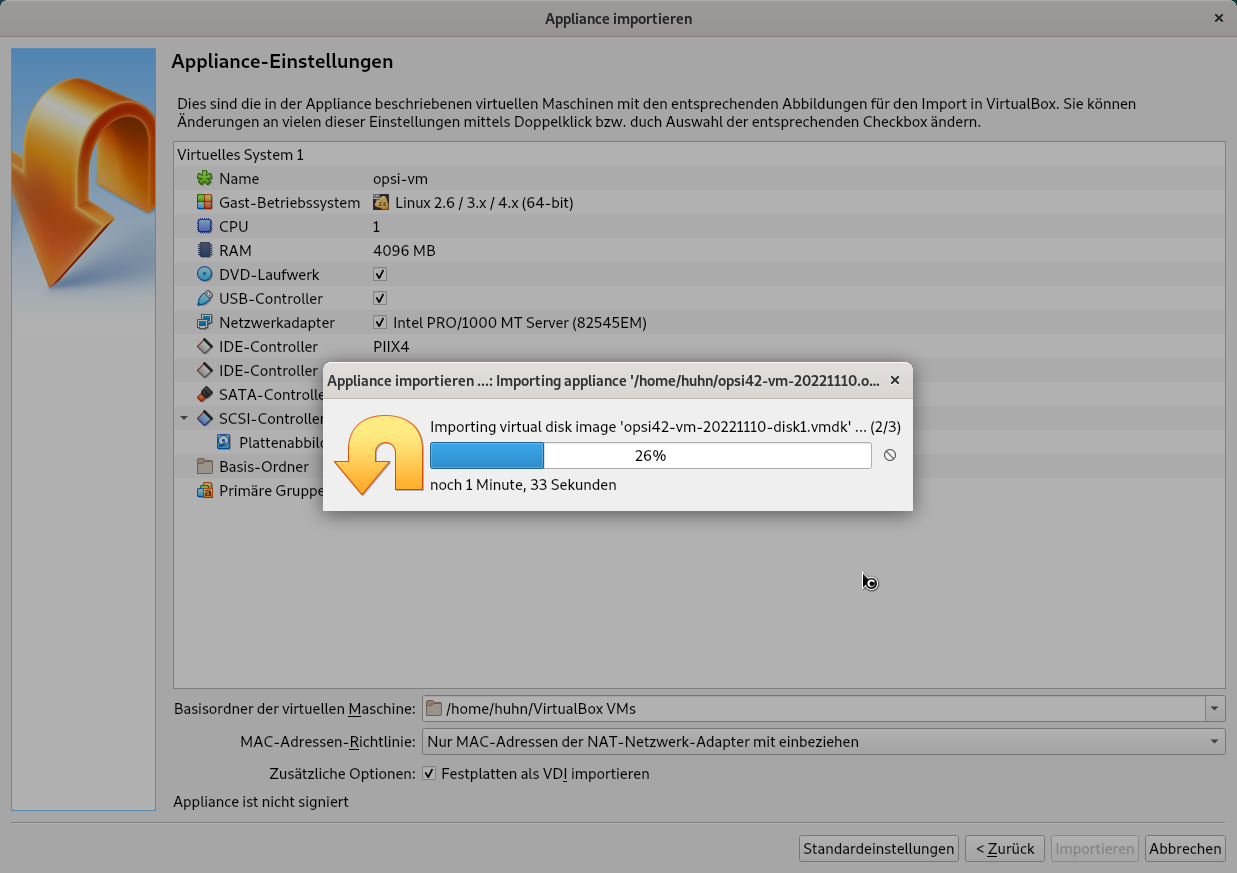 Appliance importieren
Appliance-Einstellungen
Dies sind die in der Appliance beschriebenen virtuellen Maschinen mit den entsprechenden Abbildungen für den Import in VirtualBox. Sie können
Änderungen an vielen dieser Einstellungen mittels Doppelklick bzw. duch Auswahl der entsprechenden Checkbox ändern.
Virtuelles System 1
Name opsi-vm
Gast-Betriebssystem Linux 2.6 / 3.x / 4.x (64-bit)
CPU 1
RAM 4096 MB
DVD-Laufwerk
USB-Controller
Netzwerkadapter Intel PRO/1000 MT Server (82545EM)
IDE-Controller PIIX4
IDE-Controller
SATA-Controlle
SCSI-Controller
Plattenabbild
Basis-Ordner
Primäre Gruppe
Appliance importieren ...: Importing appliance '/home/huhn/opsi42-vm-20221110.o...
Importing virtual disk image 'opsi42-vm-20221110-disk1.vmdk' ... (2/3)
26%
noch 1 Minute, 33 Sekunden
Basisordner der virtuellen Maschine: /home/huhn/VirtualBox VMs
MAC-Adressen-Richtlinie: Nur MAC-Adressen der NAT-Netzwerk-Adapter mit einbeziehen
Zusätzliche Optionen: Festplatten als VDI importieren
Appliance ist nicht signiert
Standardeinstellungen < Zurück Importieren Abbrechen